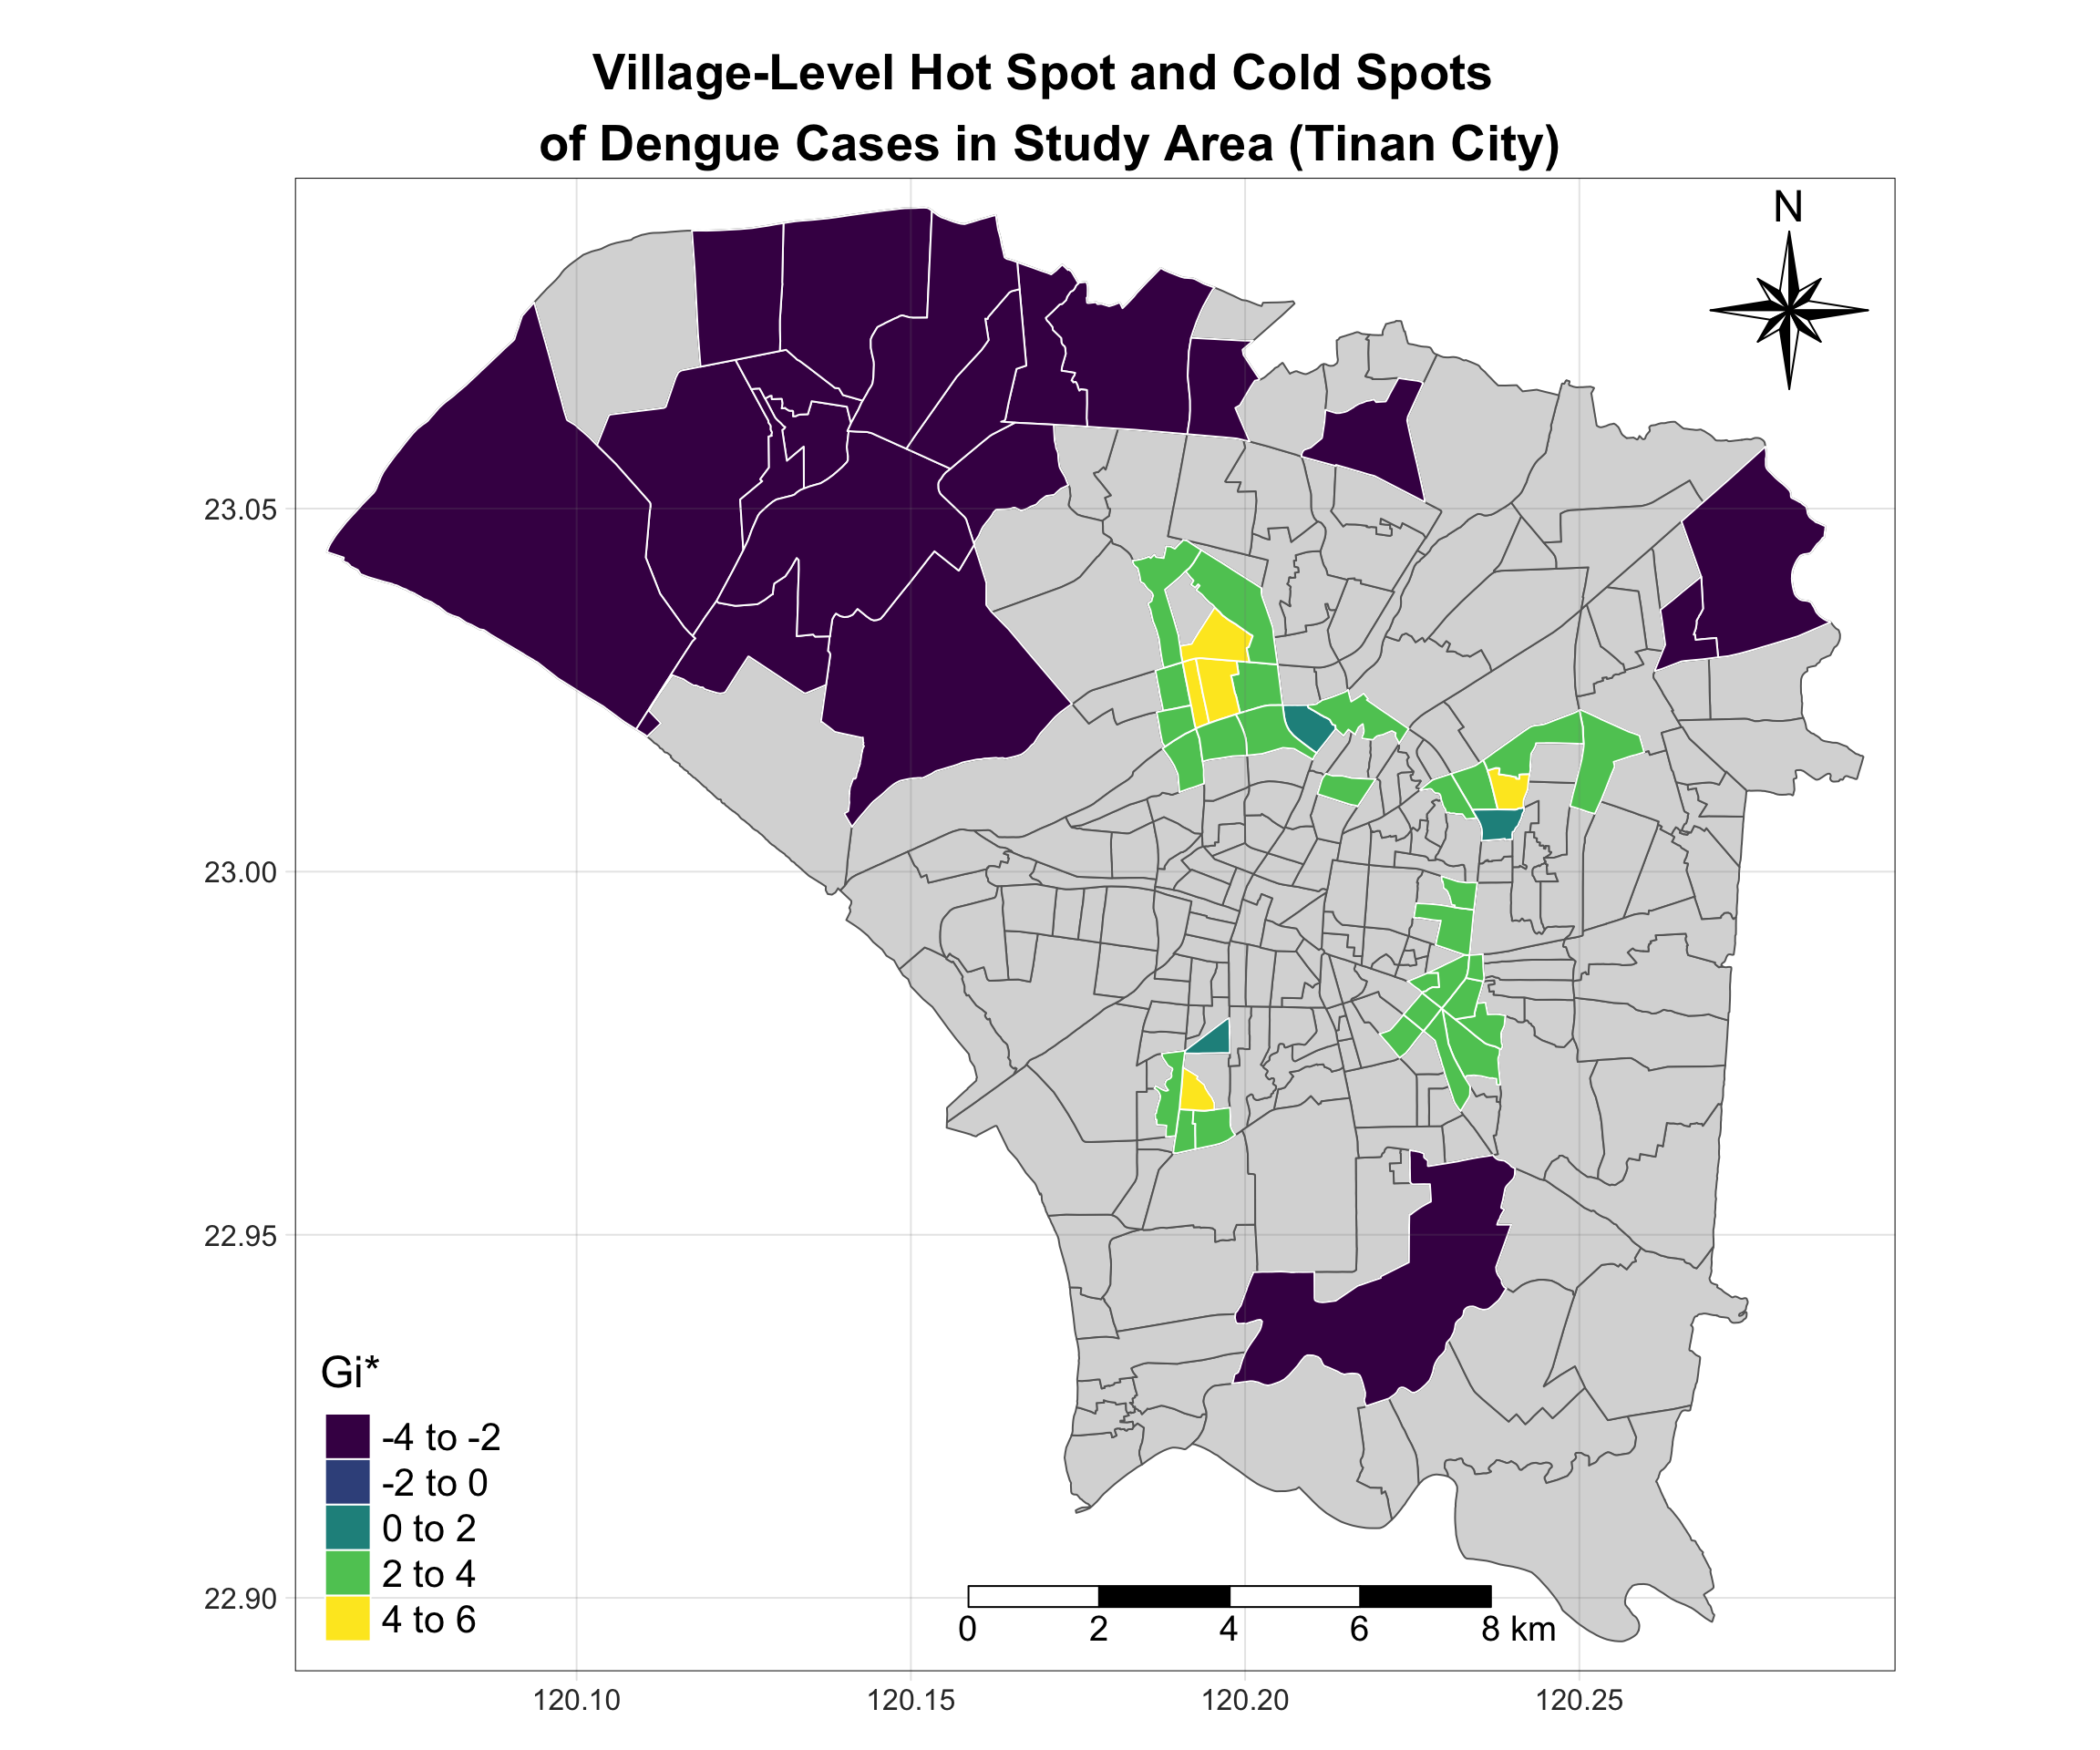 Village-Level Hot Spot and Cold Spots
of Dengue Cases in Study Area (Tinan City)
N
23.05
23.00
22.95
22.90
Gi*
-4 to -2
-2 to 0
0 to 2
2 to 4
4 to 6
0 2 4 6 8 km
120.10 120.15 120.20 120.25